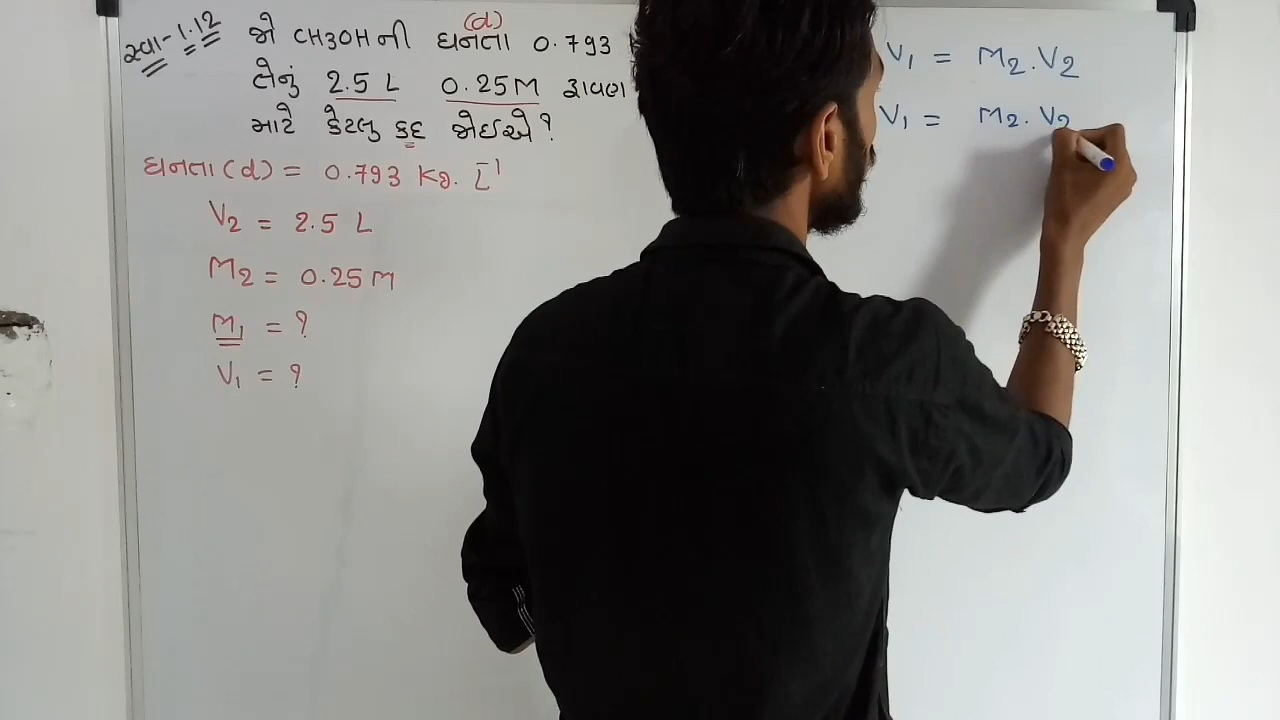 સ્વા-1.12 જો CH3OH ની ઘનતા (d) 0.793
તેનું 2.5 L 0.25M દ્રાવણ
માટે કેટલુ કદ જોઇએ?
ઘનતા (d) = 0.793 Kg. L⁻¹
V₂ = 2.5 L
M₂ = 0.25 M
M₁ = ?
V₁ = ?
V₁ = M₂.V₂
V₁ = M₂.V₂